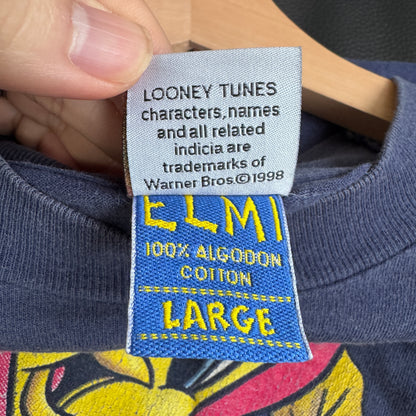 LOONEY TUNES
characters, names
and all related
indicia are
trademarks of
Warner Bros.©1998
ELMI
100% ALGODON
COTTON
LARGE